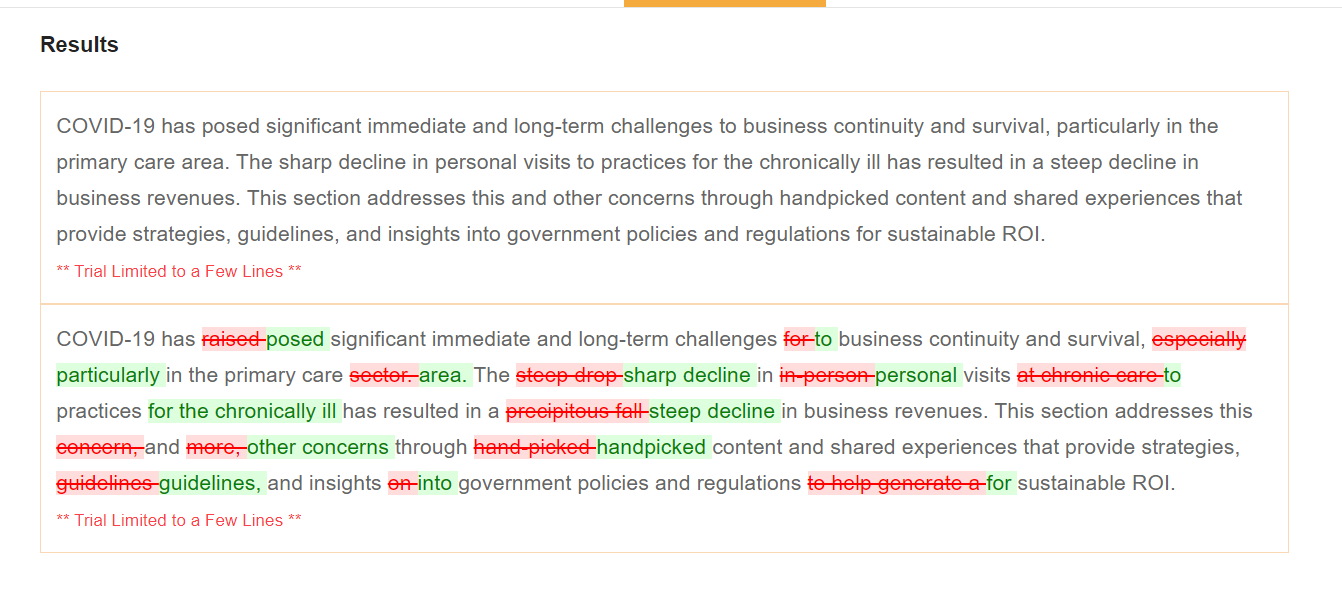 Results
COVID-19 has posed significant immediate and long-term challenges to business continuity and survival, particularly in the
primary care area. The sharp decline in personal visits to practices for the chronically ill has resulted in a steep decline in
business revenues. This section addresses this and other concerns through handpicked content and shared experiences that
provide strategies, guidelines, and insights into government policies and regulations for sustainable ROI.
** Trial Limited to a Few Lines **
COVID-19 has raised posed significant immediate and long-term challenges for to business continuity and survival, especially
particularly in the primary care sector. area. The steep drop sharp decline in in-person personal visits at chronic care to
practices for the chronically ill has resulted in a precipitous fall steep decline in business revenues. This section addresses this
concern, and more, other concerns through hand-picked handpicked content and shared experiences that provide strategies,
guidelines guidelines, and insights on into government policies and regulations to help generate a for sustainable ROI.
** Trial Limited to a Few Lines **